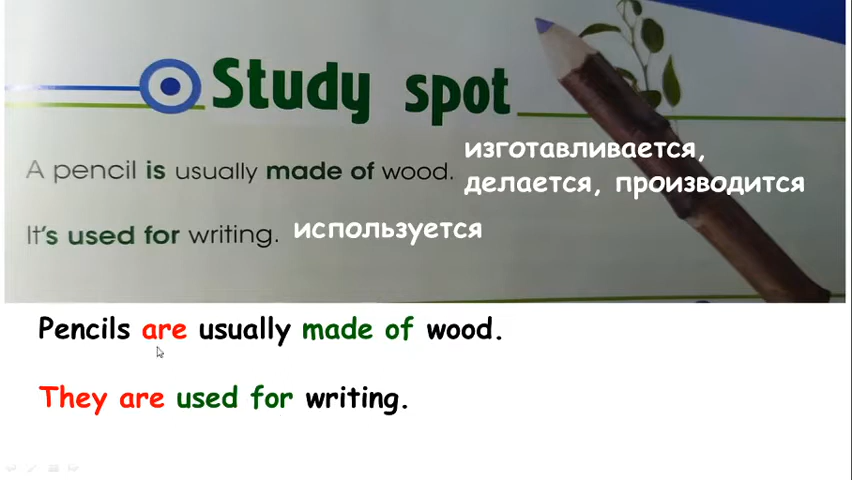 Study spot
A pencil is usually made of wood.
изготавливается,
делается, производится
It's used for writing.
используется
Pencils are usually made of wood.
They are used for writing.